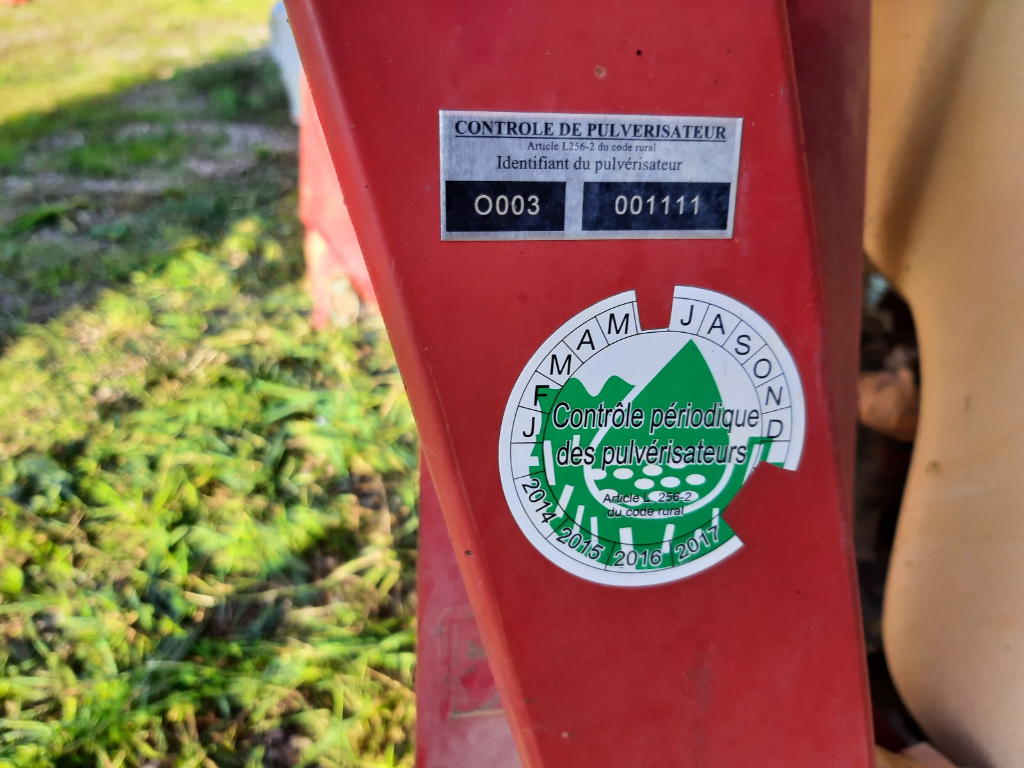 CONTROLE DE PULVERISATEUR
Article L256-2 du code rural
Identifiant du pulvérisateur
O003 001111
J F M A M J A S O N D
Contrôle périodique
des pulvérisateurs
Article L. 256-2
du code rural
2014 2015 2016 2017